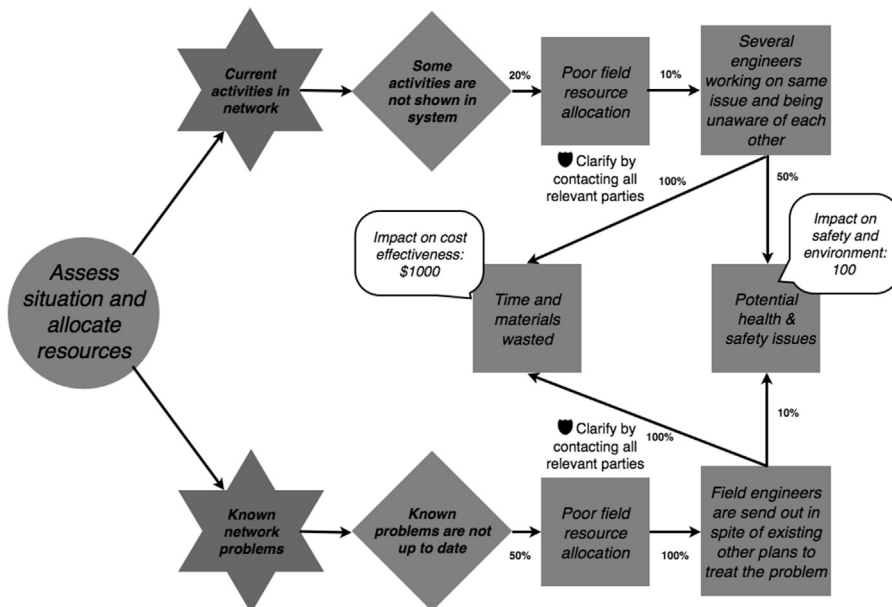 Current
activities in
network
Some
activities are
not shown in
system
20%
Poor field
resource
allocation
10%
Several
engineers
working on same
issue and being
unaware of each
other
Clarify by
contacting all
relevant parties
100%
50%
Impact on cost
effectiveness:
$1000
Impact on
safety and
environment:
100
Assess
situation and
allocate
resources
Time and
materials
wasted
Potential
health &
safety issues
Clarify by
contacting all
relevant parties
100%
10%
Known
network
problems
Known
problems are not
up to date
50%
Poor field
resource
allocation
100%
Field engineers
are send out in
spite of existing
other plans to
treat the problem